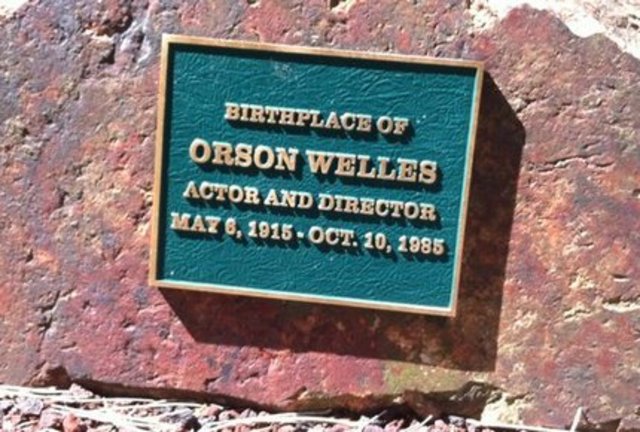 BIRTHPLACE OF
ORSON WELLES
ACTOR AND DIRECTOR
MAY 6, 1915 - OCT. 10, 1985